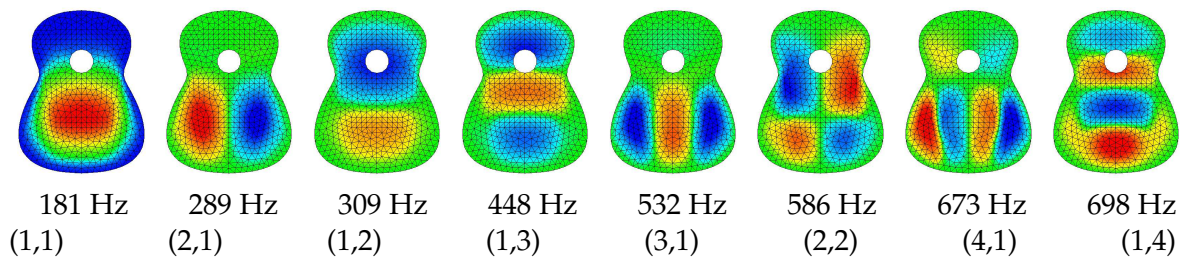 181 Hz 289 Hz 309 Hz 448 Hz 532 Hz 586 Hz 673 Hz 698 Hz
(1,1) (2,1) (1,2) (1,3) (3,1) (2,2) (4,1) (1,4)